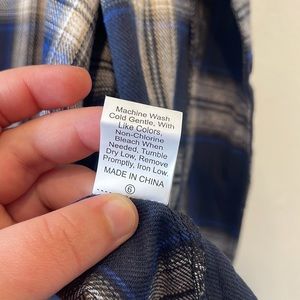 Machine Wash
Cold Gentle, With
Like Colors,
Non-Chlorine
Bleach When
Needed, Tumble
Dry Low, Remove
Promptly, Iron Low.
MADE IN CHINA
6